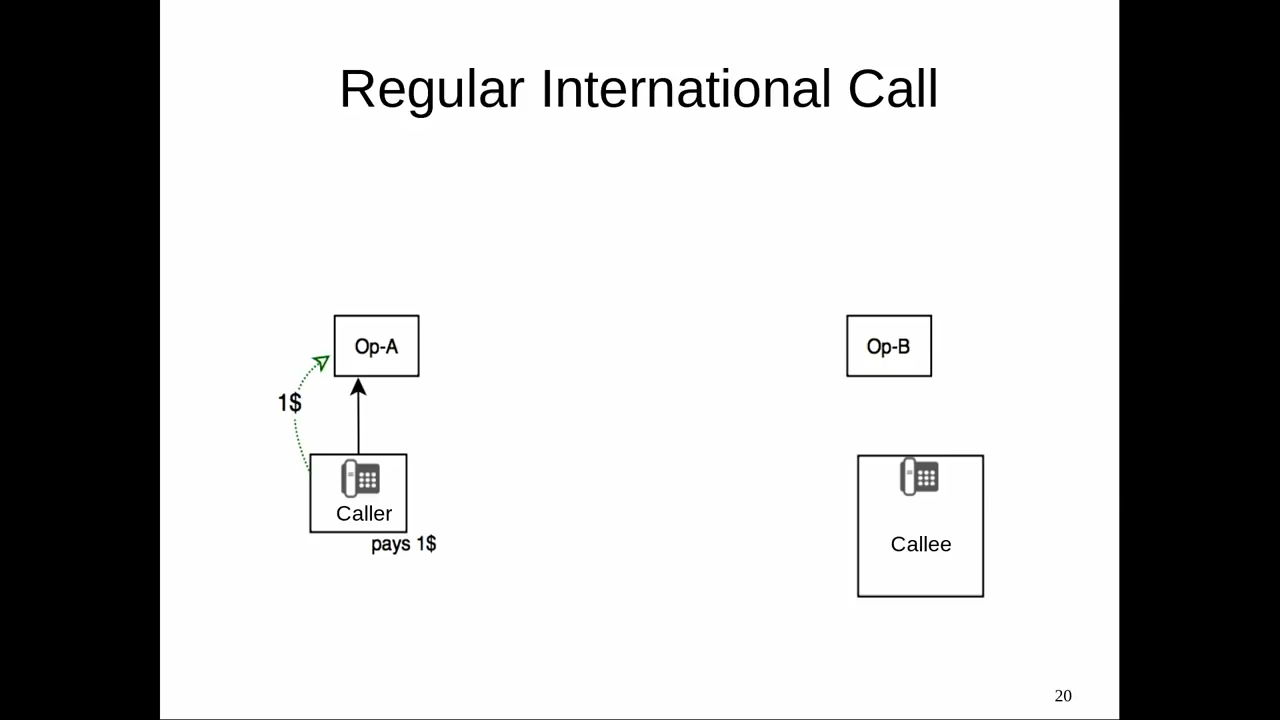 Regular International Call
Op-A
Op-B
1$
Caller
pays 1$
Callee
20